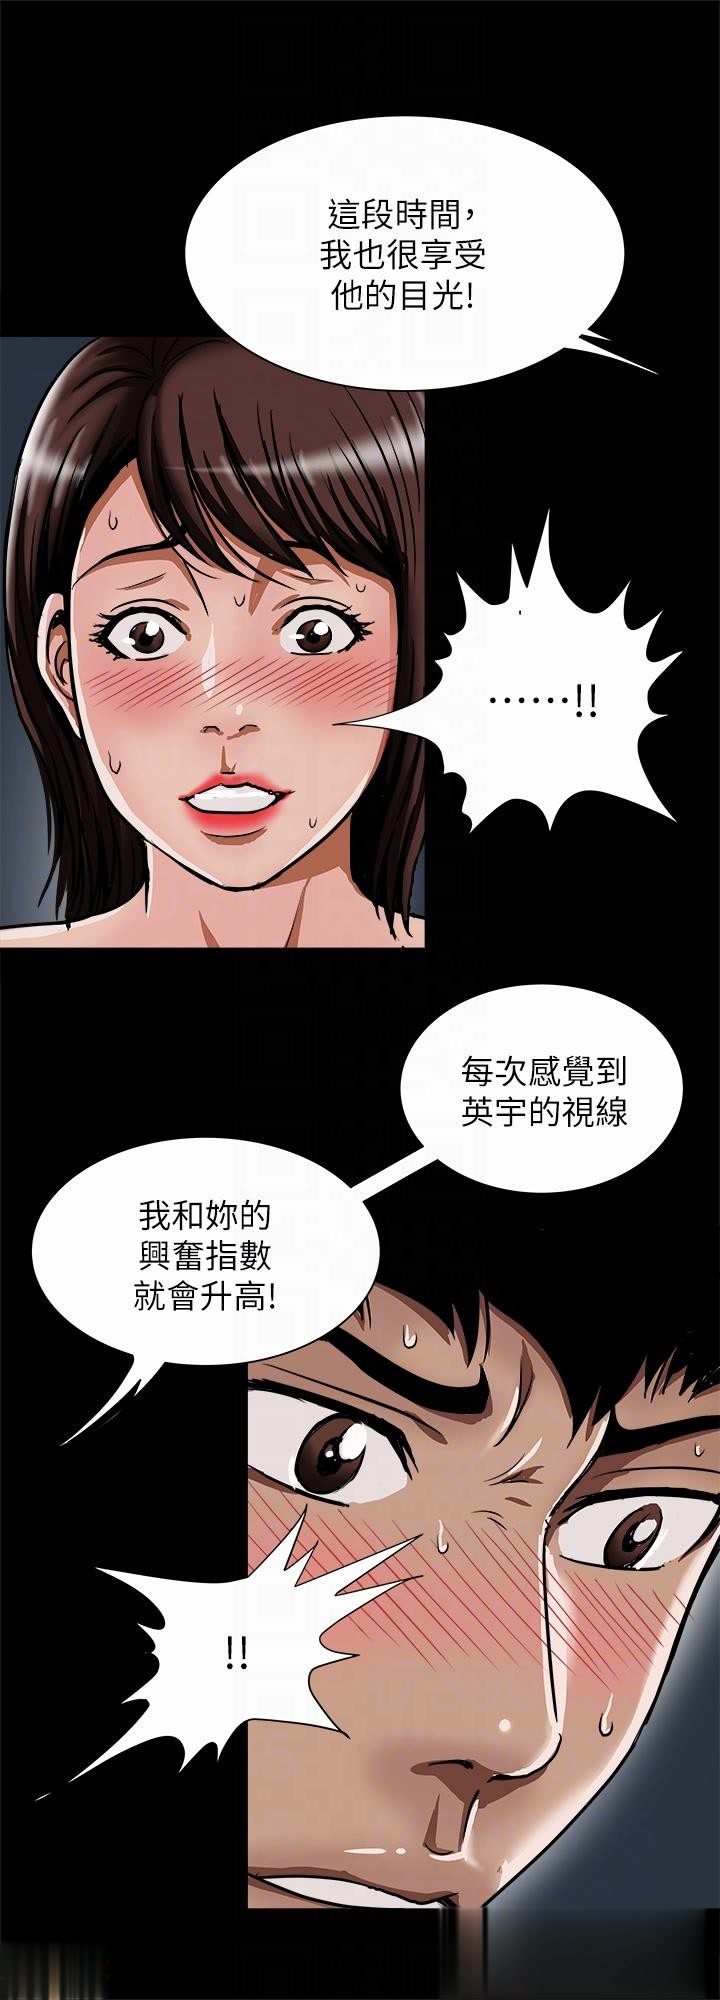 這段時間，
我也很享受
他的目光!
……!!
每次感覺到
英宇的視線
我和妳的
興奮指數
就會升高!
!!